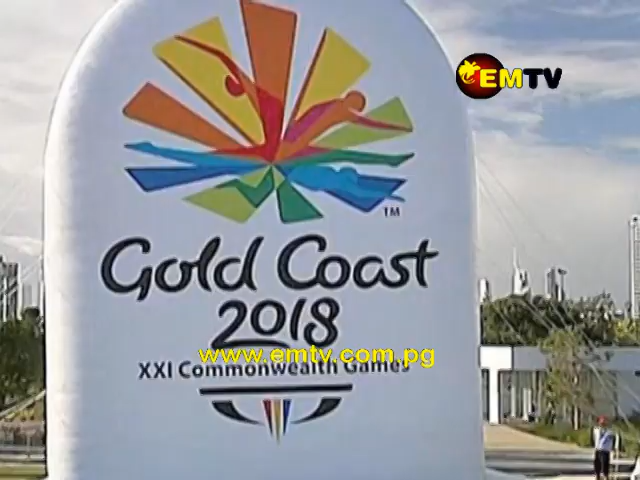 EMTV
TM
Gold Coast
2018
www.emtv.com.pg
XXI Commonwealth Games